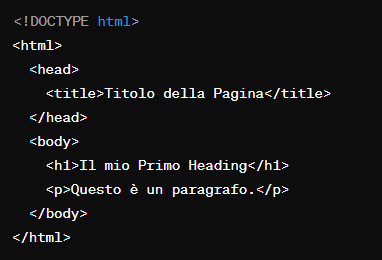 <!DOCTYPE html>
<html>
  <head>
    <title>Titolo della Pagina</title>
  </head>
  <body>
    <h1>Il mio Primo Heading</h1>
    <p>Questo è un paragrafo.</p>
  </body>
</html>